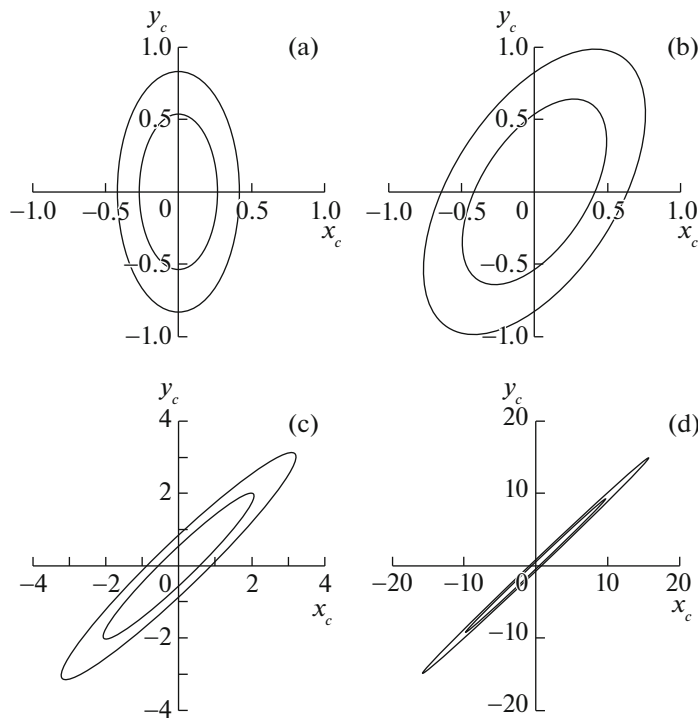 y_c y_c
1.0 (a) 1.0 (b)
0.5 0.5
−1.0 −0.5 0 0.5 1.0 −1.0 −0.5 0 0.5 1.0
x_c x_c
−0.5 −0.5
−1.0 −1.0
y_c y_c
4 (c) 20 (d)
2 10
−4 −2 0 2 4 −20 −10 0 10 20
x_c x_c
−2 −10
−4 −20